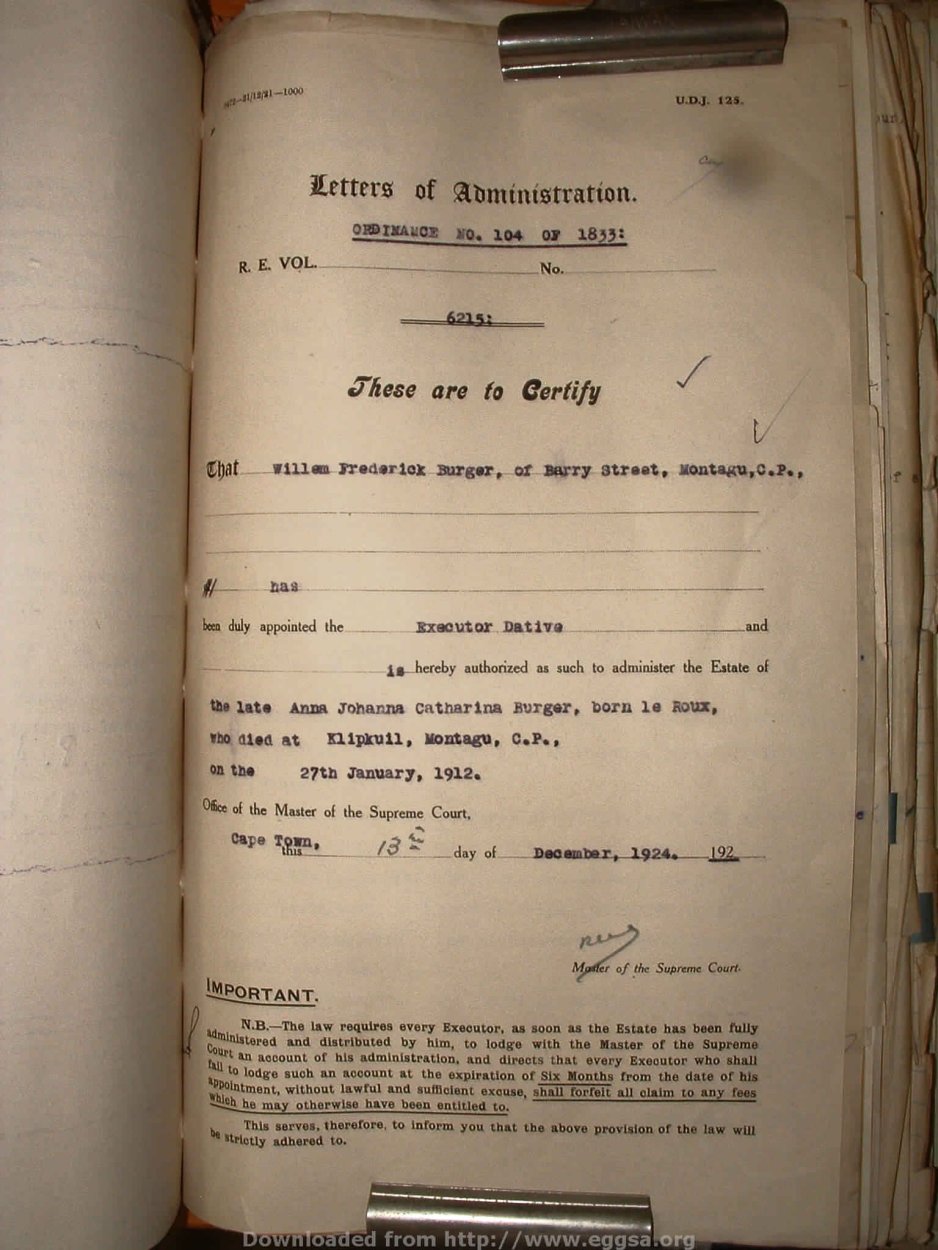 U.D.J. 125.
Letters of Administration.
ORDINANCE NO. 104 OF 1833:
R. E. VOL. No.
6215:
These are to Certify
That Willem Frederick Burger, of Barry Street, Montagu, C.P.,
has
been duly appointed the Executor Dative and
is hereby authorized as such to administer the Estate of
the late Anna Johanna Catharina Burger, born le Roux,
who died at Klipkuil, Montagu, C.P.,
on the 27th January, 1912.
Office of the Master of the Supreme Court,
Cape Town,
this 13th day of December, 1924. 192
Master of the Supreme Court.
IMPORTANT.
N.B.—The law requires every Executor, as soon as the Estate has been fully
administered and distributed by him, to lodge with the Master of the Supreme
Court an account of his administration, and directs that every Executor who shall
fail to lodge such an account at the expiration of Six Months from the date of his
appointment, without lawful and sufficient excuse, shall forfeit all claim to any fees
which he may otherwise have been entitled to.
This serves, therefore, to inform you that the above provision of the law will
be strictly adhered to.
Downloaded from http://www.eggsa.org